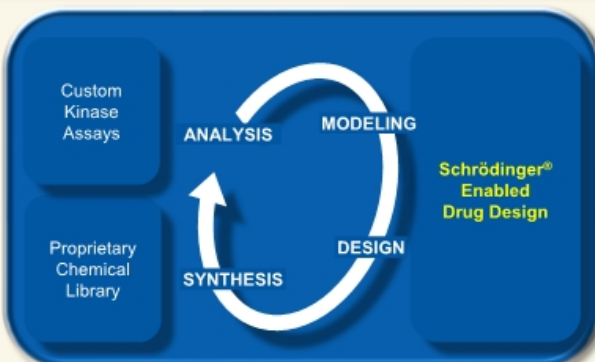 Custom
Kinase
Assays
ANALYSIS
MODELING
Schrödinger®
Enabled
Drug Design
Proprietary
Chemical
Library
DESIGN
SYNTHESIS